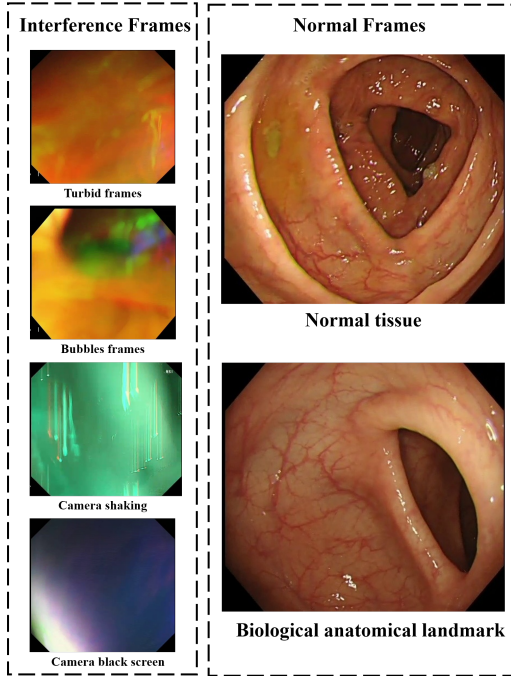 Interference Frames
Turbid frames
Bubbles frames
Camera shaking
Camera black screen
Normal Frames
Normal tissue
Biological anatomical landmark